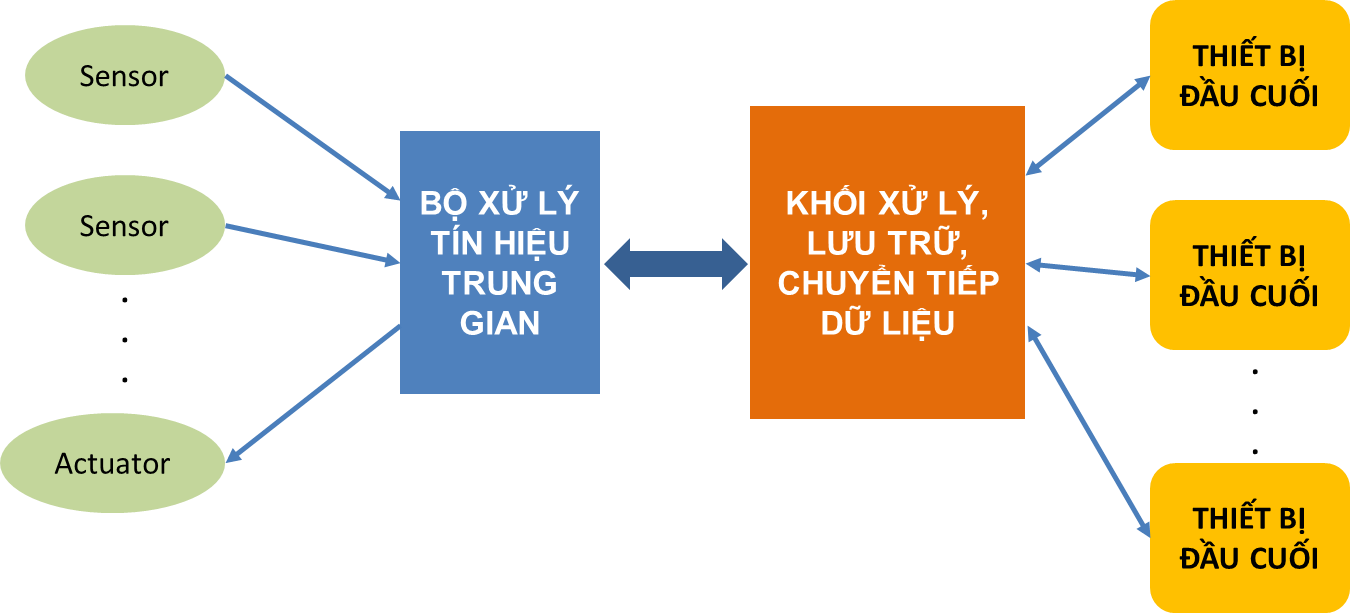 Sensor
Sensor
.
.
.
Actuator
BỘ XỬ LÝ
TÍN HIỆU
TRUNG
GIAN
KHỐI XỬ LÝ,
LƯU TRỮ,
CHUYỄN TIẾP
DỮ LIỆU
THIẾT BỊ
ĐẦU CUỐI
THIẾT BỊ
ĐẦU CUỐI
.
.
.
THIẾT BỊ
ĐẦU CUỐI